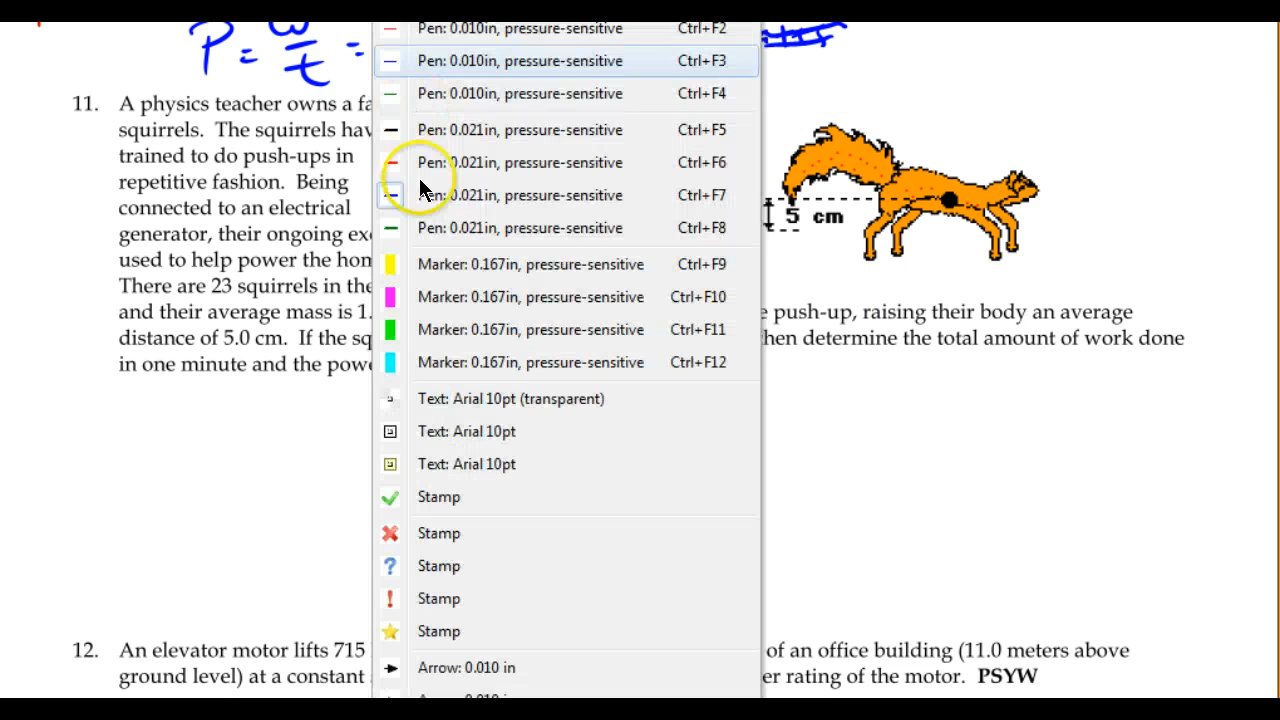 P = W/t =
Pen: 0.010in, pressure-sensitive Ctrl+F2
Pen: 0.010in, pressure-sensitive Ctrl+F3
Pen: 0.010in, pressure-sensitive Ctrl+F4
Pen: 0.021in, pressure-sensitive Ctrl+F5
Pen: 0.021in, pressure-sensitive Ctrl+F6
Pen: 0.021in, pressure-sensitive Ctrl+F7
Pen: 0.021in, pressure-sensitive Ctrl+F8
Marker: 0.167in, pressure-sensitive Ctrl+F9
Marker: 0.167in, pressure-sensitive Ctrl+F10
Marker: 0.167in, pressure-sensitive Ctrl+F11
Marker: 0.167in, pressure-sensitive Ctrl+F12
Text: Arial 10pt (transparent)
Text: Arial 10pt
Text: Arial 10pt
Stamp
Stamp
Stamp
Stamp
Stamp
Arrow: 0.010 in
11. A physics teacher owns a
squirrels. The squirrels
trained to do push-ups in
repetitive fashion. Being
connected to an electrical
generator, their ongoing
used to help power the
There are 23 squirrels in the
and their average mass is 1. push-up, raising their body an average
distance of 5.0 cm. If the determine the total amount of work done
in one minute and the
5 cm
12. An elevator motor lifts 715 of an office building (11.0 meters above
ground level) at a constant rating of the motor. PSYW